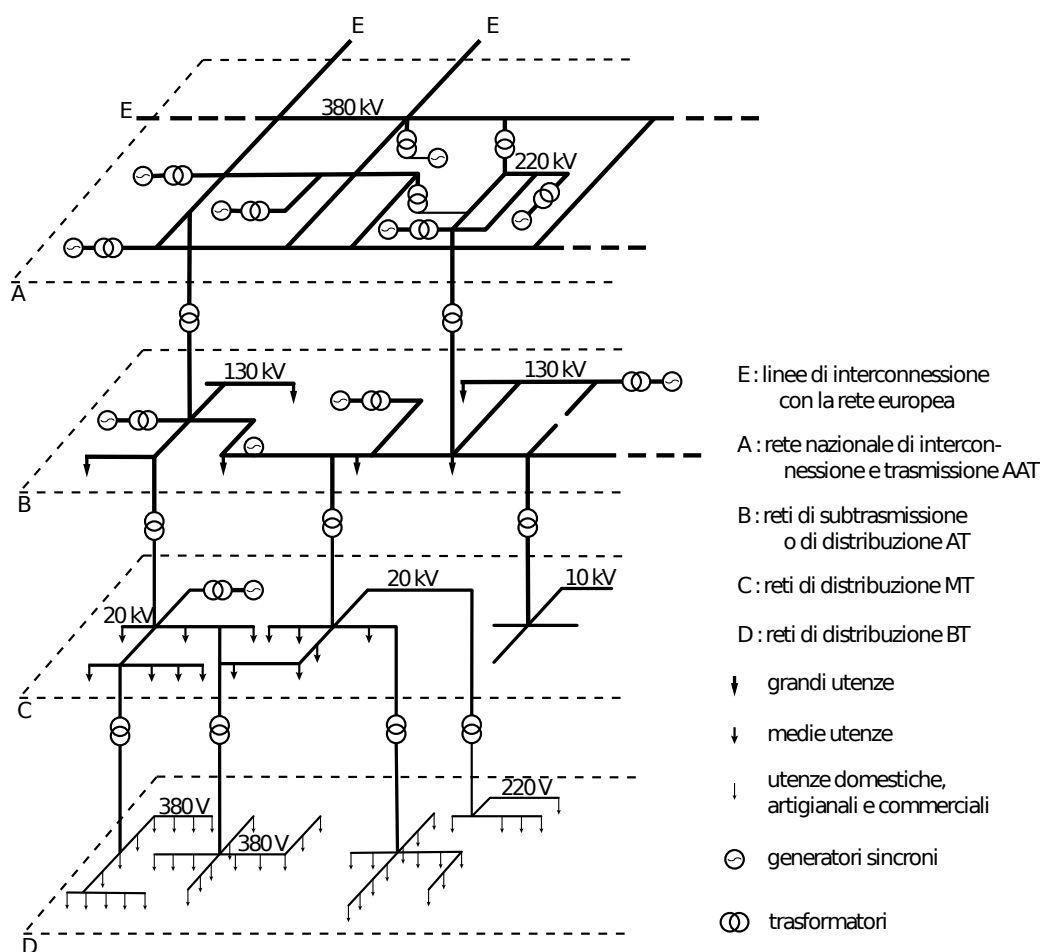 E
E
E
380 kV
220 kV
A
130 kV
130 kV
B
20 kV
10 kV
20 kV
C
380 V
220 V
380 V
D
E : linee di interconnessione
con la rete europea
A : rete nazionale di intercon-
nessione e trasmissione AAT
B : reti di subtrasmissione
o di distribuzione AT
C : reti di distribuzione MT
D : reti di distribuzione BT
grandi utenze
medie utenze
utenze domestiche,
artigianali e commerciali
generatori sincroni
trasformatori